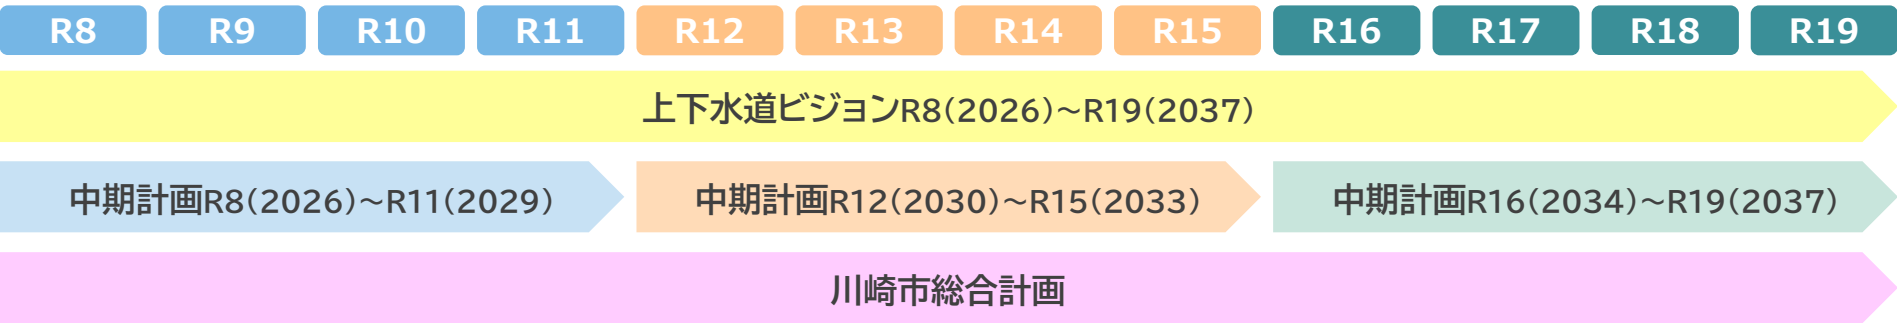 R8 R9 R10 R11 R12 R13 R14 R15 R16 R17 R18 R19
上下水道ビジョンR8(2026)~R19(2037)
中期計画R8(2026)~R11(2029) 中期計画R12(2030)~R15(2033) 中期計画R16(2034)~R19(2037)
川崎市総合計画